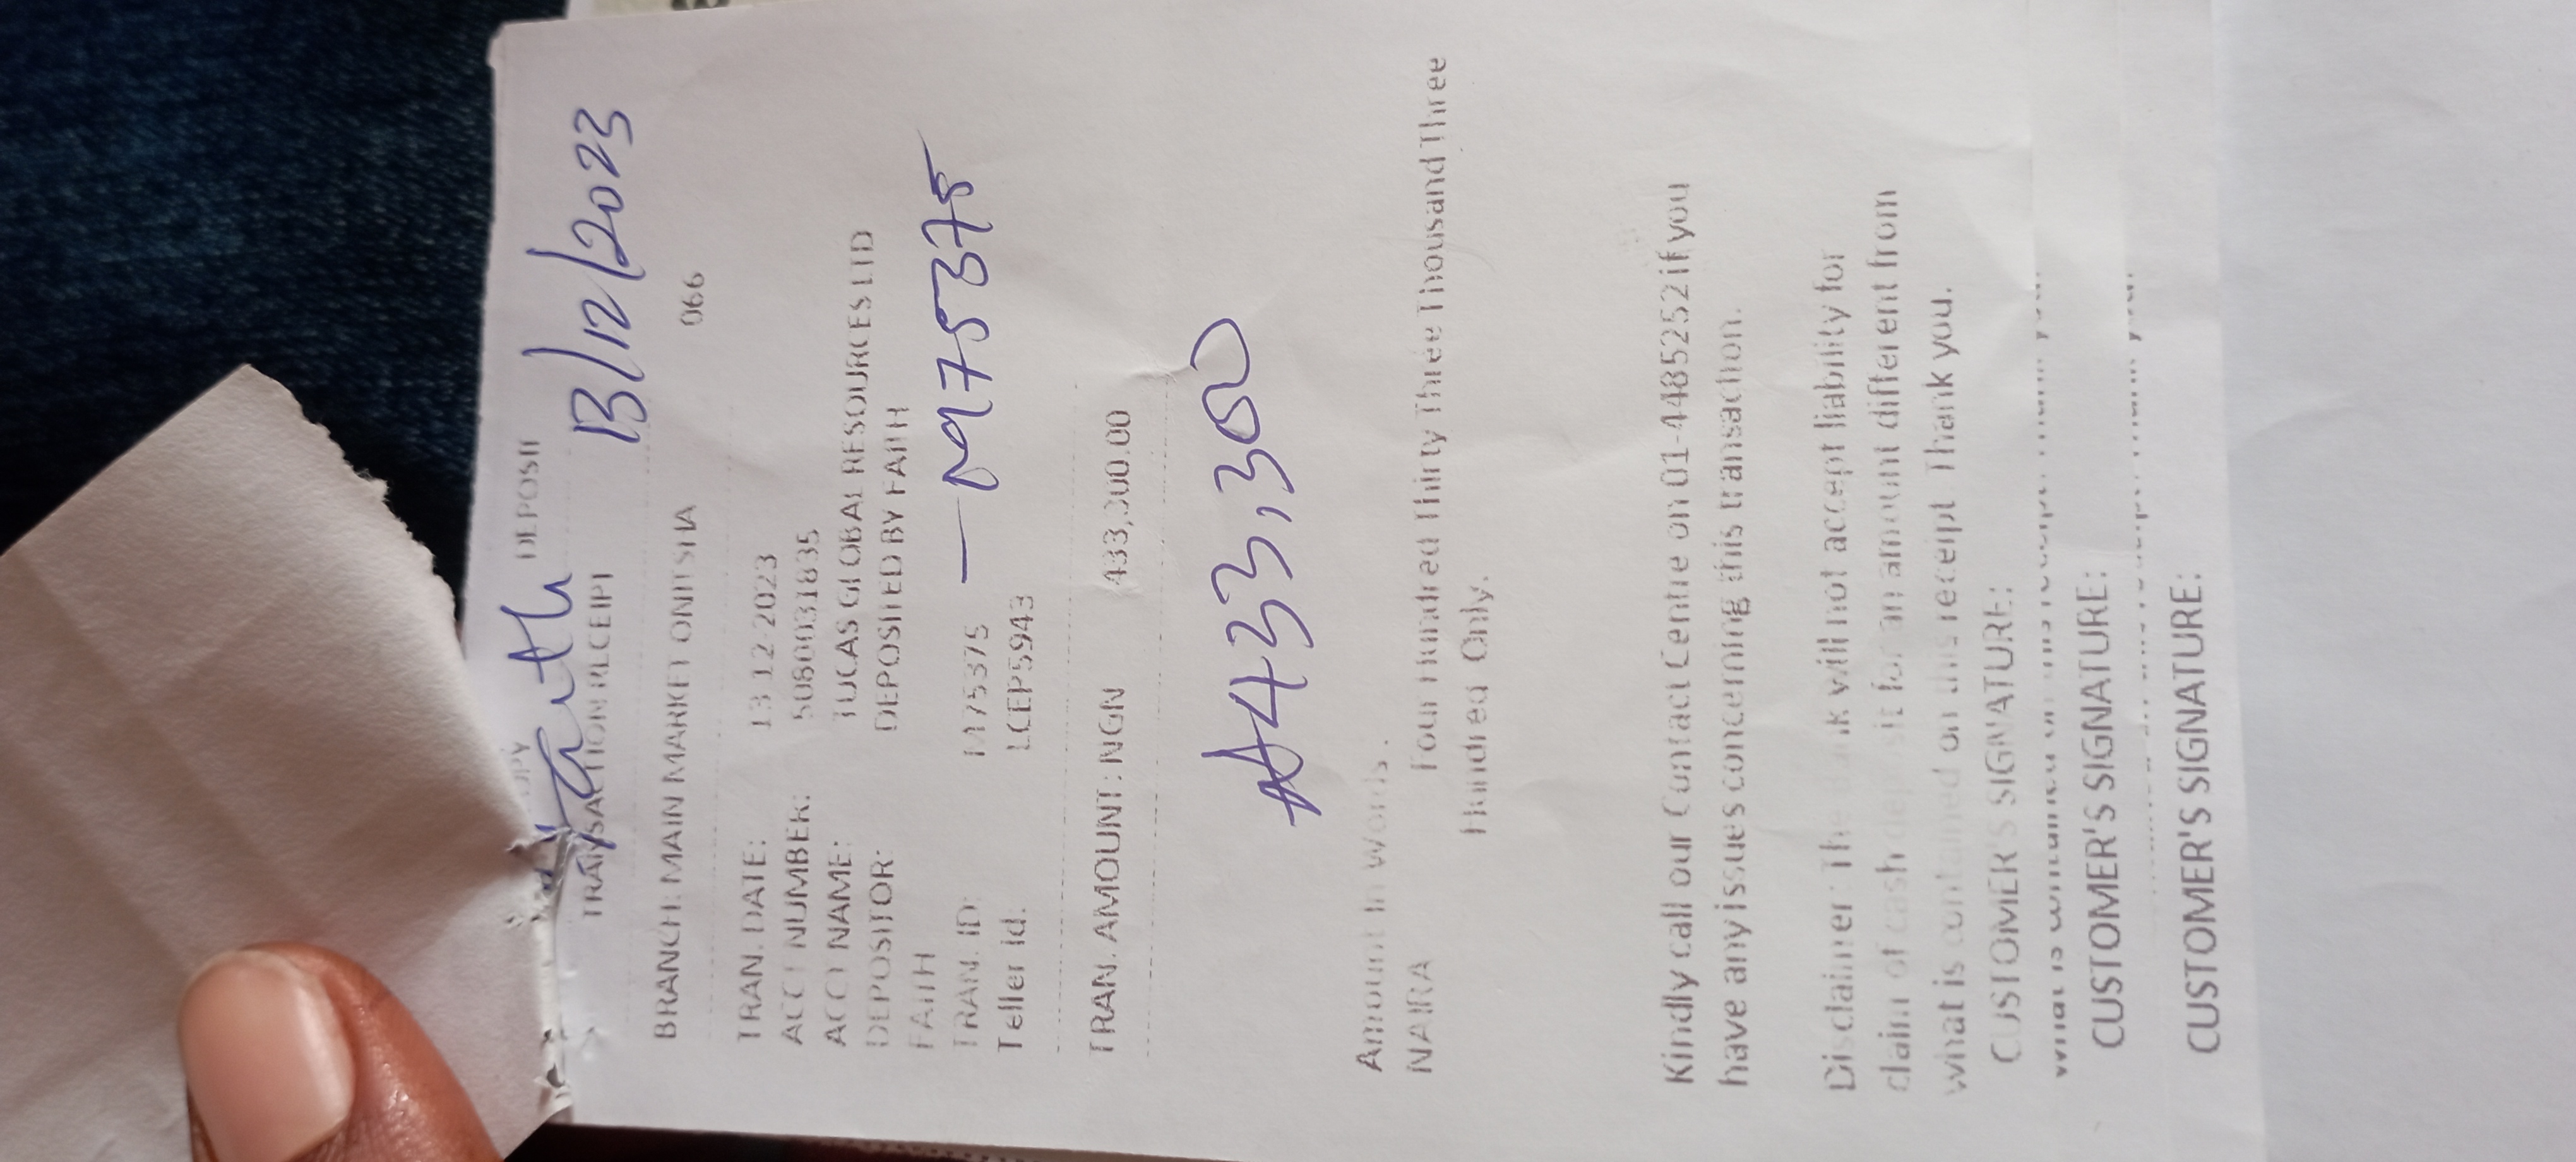 DEPOSIT
Faith
TRANSACTION RECEIPT
13/12/2023
BRANCH: MAIN MARKET ONITSHA 066
TRAN. DATE: 13-12-2023
ACCT NUMBER: 5080031835
ACCT NAME: TUCAS GLOBAL RESOURCES LTD
DEPOSITOR: DEPOSITED BY FAITH
FAITH
TRAN. ID: M75375 — M75375
Teller Id: LCEP5943
TRAN. AMOUNT: NGN 433,300.00
₦433,300
Amount In Words:
NAIRA Four Hundred Thirty Three Thousand Three
Hundred Only.
Kindly call our Contact Centre on 01-4485252 if you
have any issues concerning this transaction.
Disclaimer: The bank will not accept liability for
claim of cash deposit for an amount different from
what is contained on this receipt. Thank you.
CUSTOMER'S SIGNATURE:
CUSTOMER'S SIGNATURE:
CUSTOMER'S SIGNATURE: